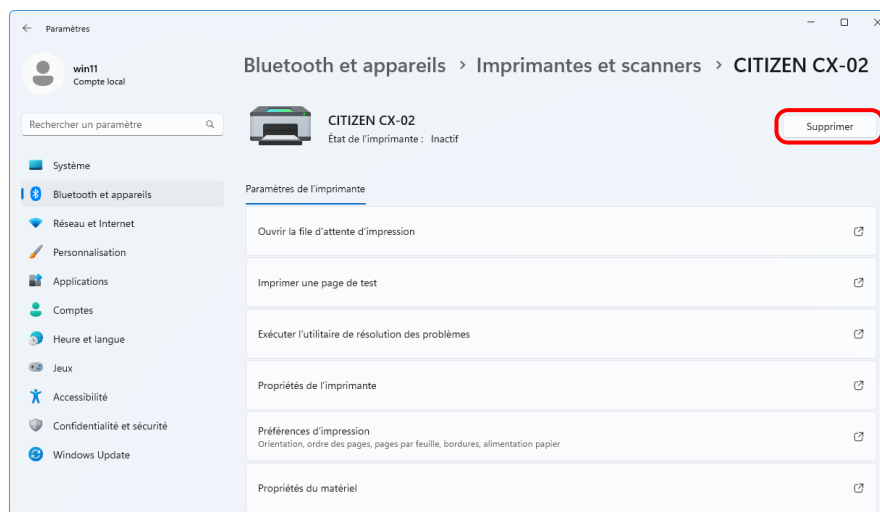 Paramètres
win11
Compte local
Rechercher un paramètre
Système
Bluetooth et appareils
Réseau et Internet
Personnalisation
Applications
Comptes
Heure et langue
Jeux
Accessibilité
Confidentialité et sécurité
Windows Update
Bluetooth et appareils > Imprimantes et scanners > CITIZEN CX-02
CITIZEN CX-02
État de l'imprimante : Inactif
Supprimer
Paramètres de l'imprimante
Ouvrir la file d'attente d'impression
Imprimer une page de test
Exécuter l'utilitaire de résolution des problèmes
Propriétés de l'imprimante
Préférences d'impression
Orientation, ordre des pages, pages par feuille, bordures, alimentation papier
Propriétés du matériel